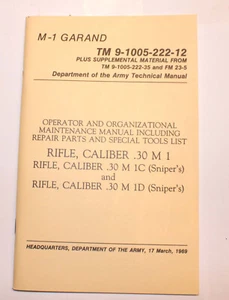 M-1 GARAND
TM 9-1005-222-12
PLUS SUPPLEMENTAL MATERIAL FROM
TM 9-1005-222-35 and FM 23-5
Department of the Army Technical Manual
OPERATOR AND ORGANIZATIONAL
MAINTENANCE MANUAL INCLUDING
REPAIR PARTS AND SPECIAL TOOLS LIST
RIFLE, CALIBER .30 M 1
RIFLE, CALIBER .30 M 1C (Sniper's)
and
RIFLE, CALIBER .30 M 1D (Sniper's)
HEADQUARTERS, DEPARTMENT OF THE ARMY, 17 March, 1969